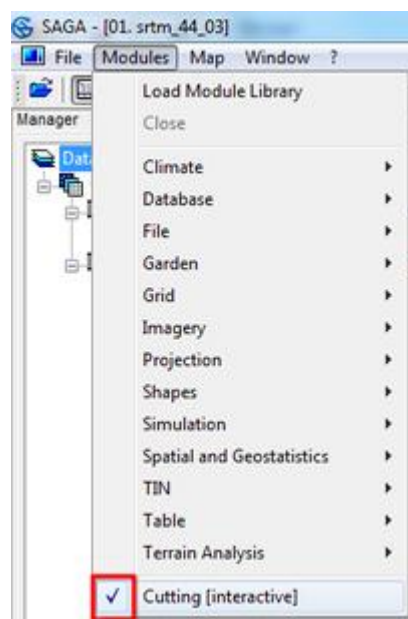 SAGA - [01. srtm_44_03]
File Modules Map Window ?
Load Module Library
Manager
Close
Data
Climate
Database
File
Garden
Grid
Imagery
Projection
Shapes
Simulation
Spatial and Geostatistics
TIN
Table
Terrain Analysis
Cutting [interactive]